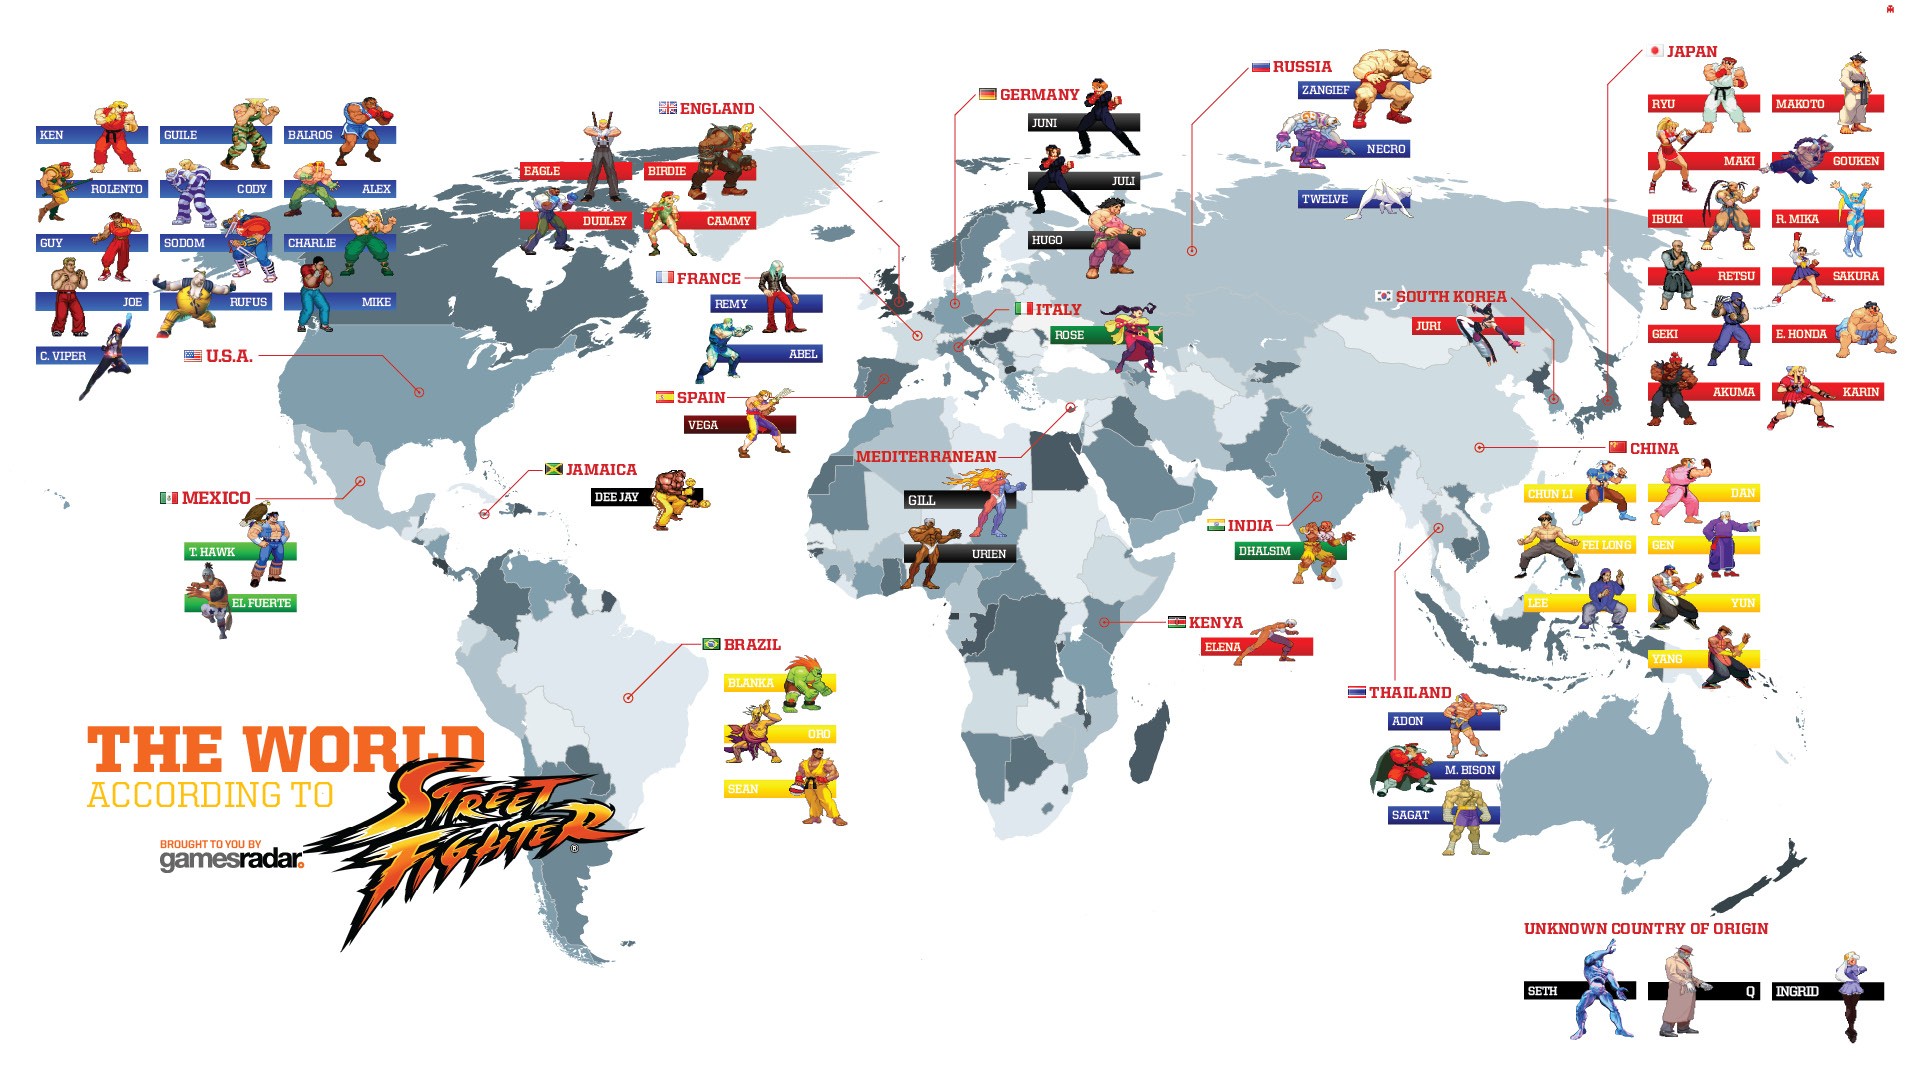 KEN
GUILE
BALROG
ROLENTO
CODY
ALEX
GUY
SODOM
CHARLIE
JOE
RUFUS
MIKE
C. VIPER
U.S.A.
ENGLAND
EAGLE
BIRDIE
DUDLEY
CAMMY
FRANCE
REMY
ABEL
SPAIN
VEGA
GERMANY
JUNI
JULI
HUGO
ITALY
ROSE
RUSSIA
ZANGIEF
NECRO
TWELVE
SOUTH KOREA
JURI
JAPAN
RYU
MAKOTO
MAKI
GOUKEN
IBUKI
R. MIKA
RETSU
SAKURA
GEKI
E. HONDA
AKUMA
KARIN
CHINA
CHUN LI
DAN
FEI LONG
GEN
LEE
YUN
YANG
MEXICO
T. HAWK
EL FUERTE
JAMAICA
DEE JAY
MEDITERRANEAN
GILL
URIEN
INDIA
DHALSIM
KENYA
ELENA
BRAZIL
BLANKA
ORO
SEAN
THAILAND
ADON
M. BISON
SAGAT
THE WORLD
ACCORDING TO
STREET
FIGHTER®
BROUGHT TO YOU BY
gamesradar.
UNKNOWN COUNTRY OF ORIGIN
SETH
Q
INGRID